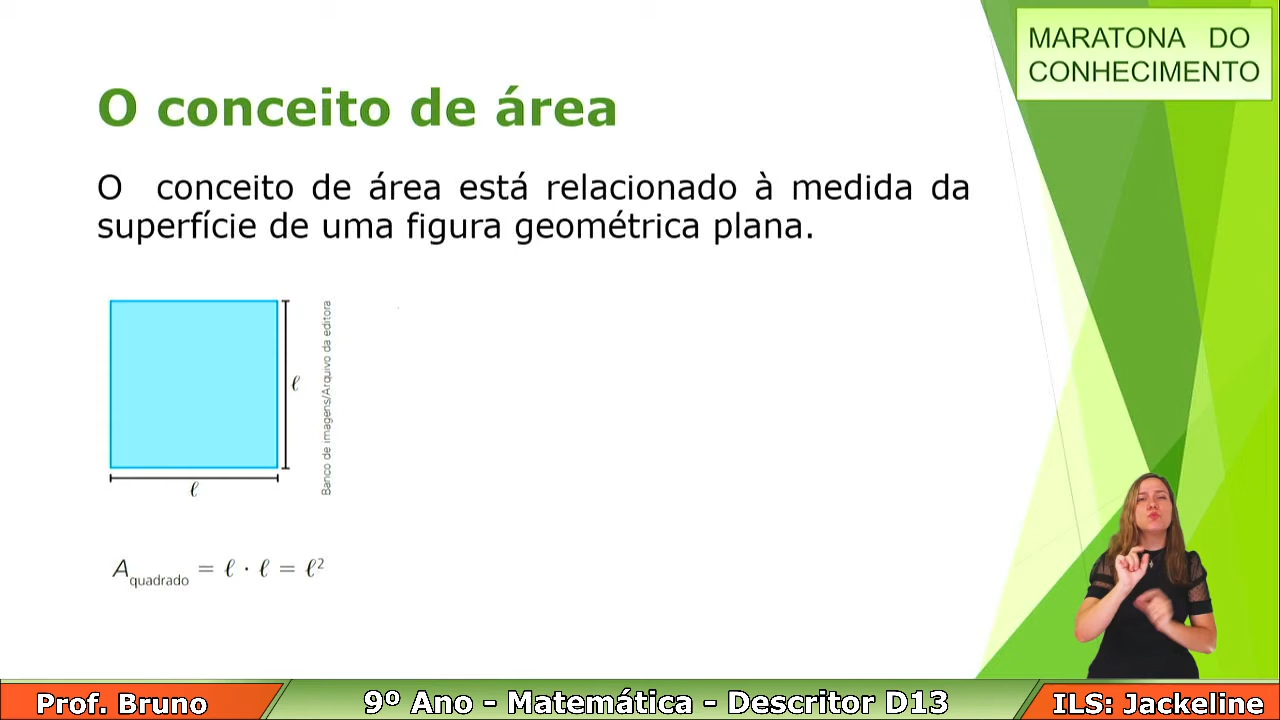 MARATONA DO
CONHECIMENTO
O conceito de área
O conceito de área está relacionado à medida da
superfície de uma figura geométrica plana.
ℓ
Banco de imagens/Arquivo da editora
ℓ
A quadrado = ℓ · ℓ = ℓ²
Prof. Bruno
9º Ano - Matemática - Descritor D13
ILS: Jackeline